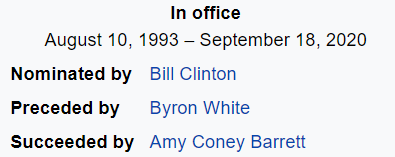 In office
August 10, 1993 – September 18, 2020
Nominated by Bill Clinton
Preceded by Byron White
Succeeded by Amy Coney Barrett